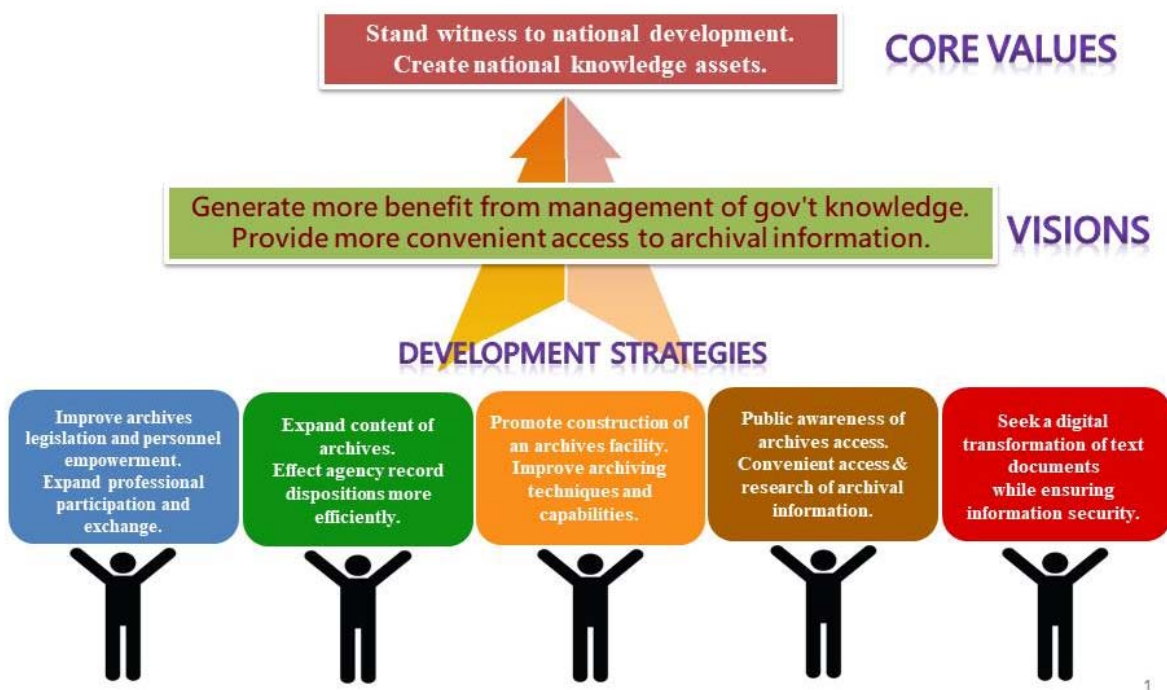 Stand witness to national development.
Create national knowledge assets.
CORE VALUES
Generate more benefit from management of gov't knowledge.
Provide more convenient access to archival information.
VISIONS
DEVELOPMENT STRATEGIES
Improve archives
legislation and personnel
empowerment.
Expand professional
participation and
exchange.
Expand content of
archives.
Effect agency record
dispositions more
efficiently.
Promote construction of
an archives facility.
Improve archiving
techniques and
capabilities.
Public awareness of
archives access.
Convenient access &
research of archival
information.
Seek a digital
transformation of text
documents
while ensuring
information security.
1